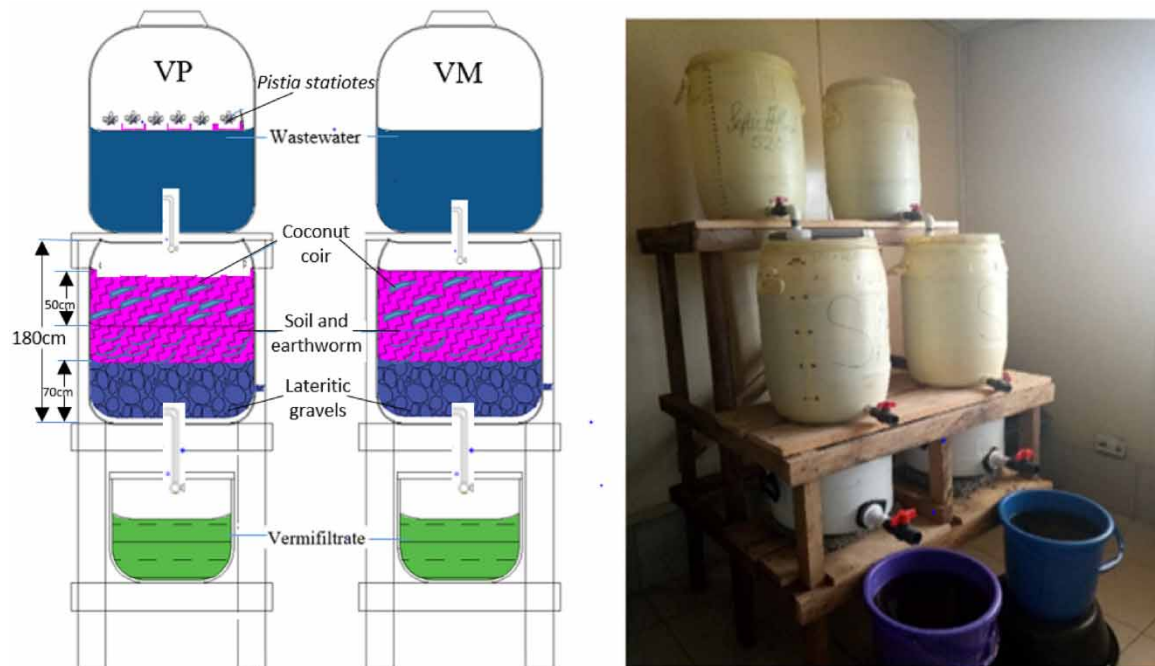 VP
VM
Pistia statiotes
Wastewater
Coconut
coir
50cm
180cm
Soil and
earthworm
70cm
Lateritic
gravels
Vermifiltrate